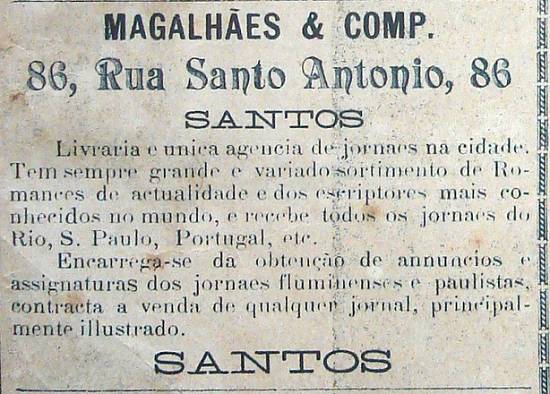 MAGALHÃES & COMP.
86, Rua Santo Antonio, 86
SANTOS
Livraria e unica agencia de jornaes na cidade.
Tem sempre grande e variado sortimento de Ro-
mances de actualidade e dos escriptores mais co-
nhecidos no mundo, e recebe todos os jornaes do
Rio, S. Paulo, Portugal, etc.
Encarrega-se da obtenção de annuncios e
assignaturas dos jornaes fluminenses e paulistas,
contracta a venda de qualquer jornal, principal-
mente illustrado.
SANTOS